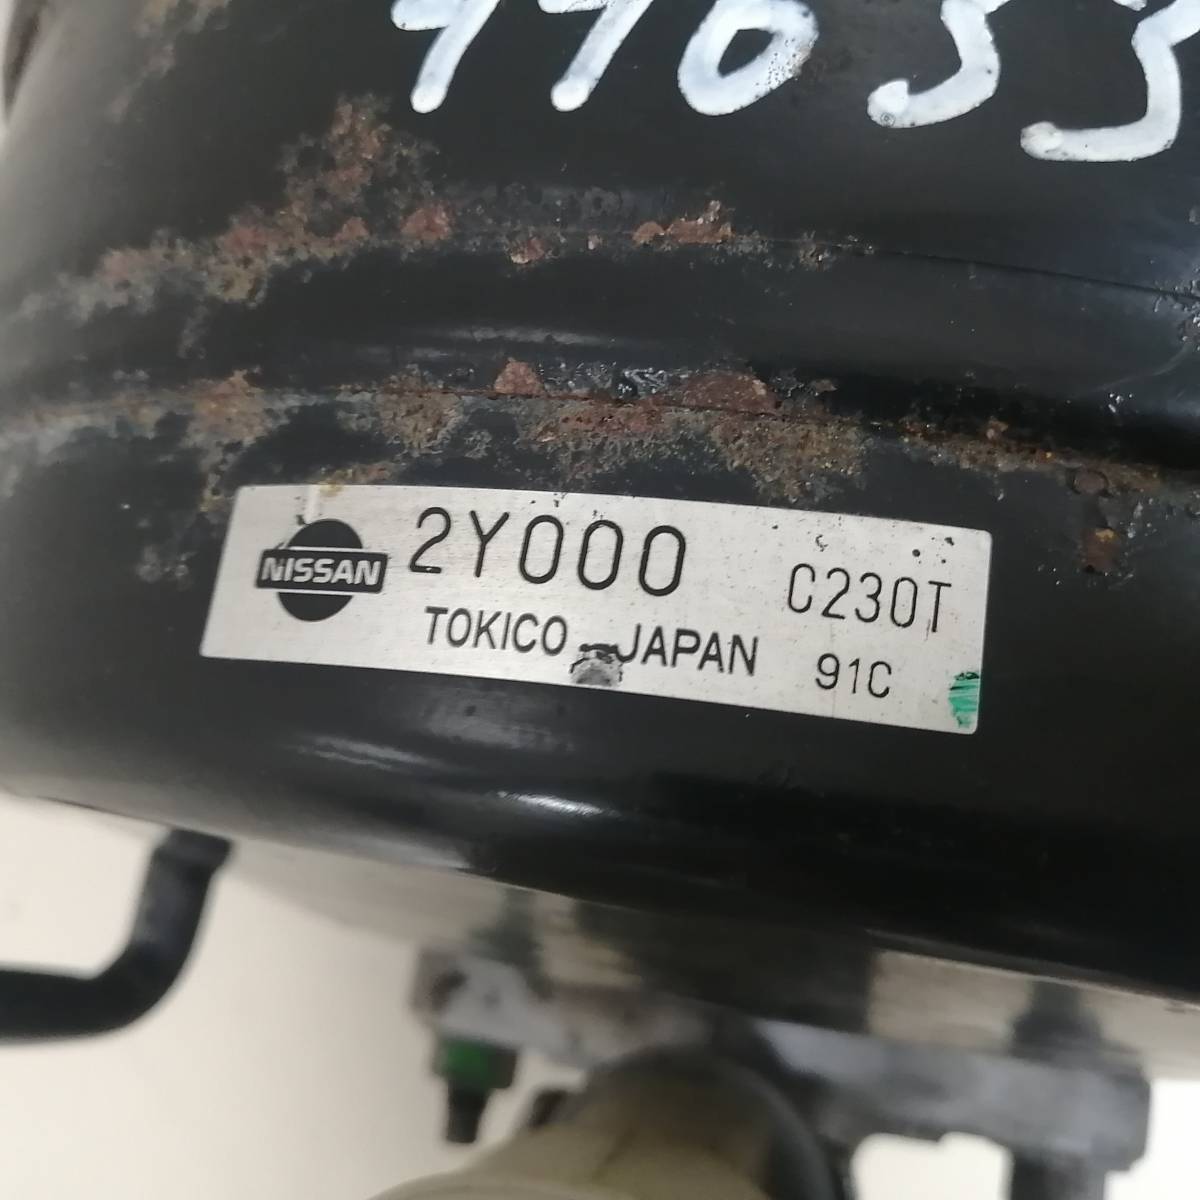 NISSAN 2Y000 C230T
TOKICO JAPAN 91C